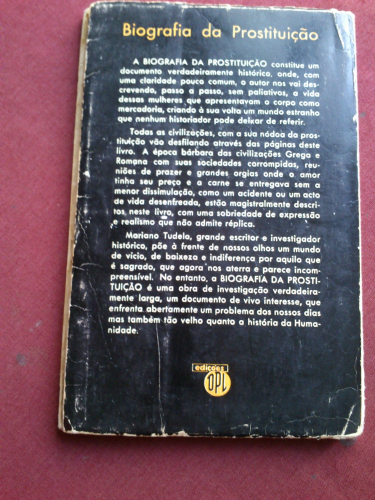 Biografia da Prostituição
A BIOGRAFIA DA PROSTITUIÇÃO constitue um
documento verdadeiramente histórico, onde, com
uma claridade pouco comum, o autor nos vai des-
crevendo, passo a passo, sem paliativos, a vida
dessas mulheres que apresentavam o corpo como
mercadoria, criando à sua volta um mundo estranho
que nenhum historiador pode deixar de referir.
Todas as civilizações, com a sua nódoa da pros-
tituição vão desfilando através das páginas deste
livro. A época bárbara das civilizações Grega e
Romana com suas sociedades corrompidas, reu-
niões de prazer e grandes orgias onde o amor
tinha seu preço e a carne se entregava sem a
menor dissimulação, como um acidente ou um acto
de vida desenfreada, estão magistralmente descri-
tos neste livro, com uma sobriedade de expressão
e realismo que não admite réplica.
Mariano Tudela, grande escritor e investigador
histórico, põe à frente de nossos olhos um mundo
de vício, de baixeza e indiferença por aquilo que
é sagrado, que agora nos aterra e parece incom-
preensível. No entanto, a BIOGRAFIA DA PROSTI-
TUIÇÃO é uma obra de investigação verdadeira-
mente larga, um documento de vivo interesse, que
enfrenta abertamente um problema dos nossos dias
mas também tão velho quanto a história da Huma-
nidade.
edições
DPL